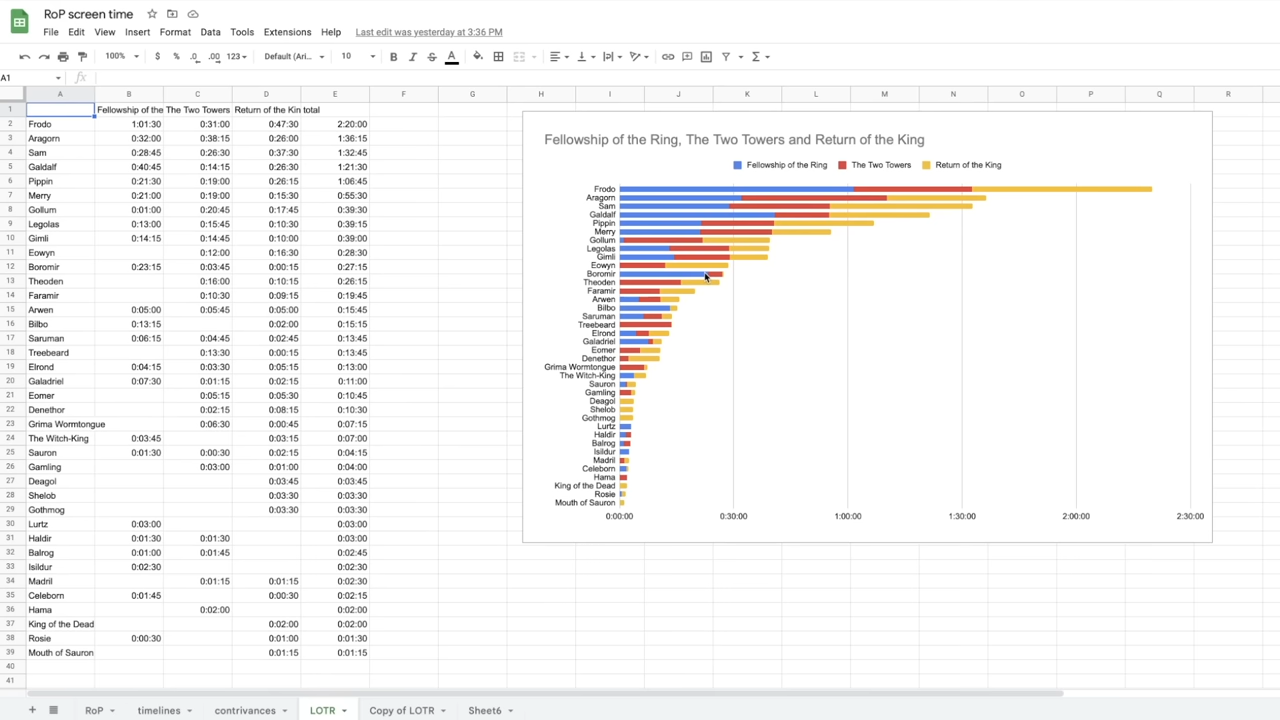 RoP screen time
File Edit View Insert Format Data Tools Extensions Help Last edit was yesterday at 3:36 PM
100% $ % .0 .00 123 Default (Ari... 10 B I S A
A1 fx
A B C D E F G H I J K L M N O P Q R
1 Fellowship of the The Two Towers Return of the Kin total
2 Frodo 1:01:30 0:31:00 0:47:30 2:20:00
3 Aragorn 0:32:00 0:38:15 0:26:00 1:36:15
4 Sam 0:28:45 0:26:30 0:37:30 1:32:45
5 Galdalf 0:40:45 0:14:15 0:26:30 1:21:30
6 Pippin 0:21:30 0:19:00 0:26:15 1:06:45
7 Merry 0:21:00 0:19:00 0:15:30 0:55:30
8 Gollum 0:01:00 0:20:45 0:17:45 0:39:30
9 Legolas 0:13:00 0:15:45 0:10:30 0:39:15
10 Gimli 0:14:15 0:14:45 0:10:00 0:39:00
11 Eowyn 0:12:00 0:16:30 0:28:30
12 Boromir 0:23:15 0:03:45 0:00:15 0:27:15
13 Theoden 0:16:00 0:10:15 0:26:15
14 Faramir 0:10:30 0:09:15 0:19:45
15 Arwen 0:05:00 0:05:45 0:05:00 0:15:45
16 Bilbo 0:13:15 0:02:00 0:15:15
17 Saruman 0:06:15 0:04:45 0:02:45 0:13:45
18 Treebeard 0:13:30 0:00:15 0:13:45
19 Elrond 0:04:15 0:03:30 0:05:15 0:13:00
20 Galadriel 0:07:30 0:01:15 0:02:15 0:11:00
21 Eomer 0:05:15 0:05:30 0:10:45
22 Denethor 0:02:15 0:08:15 0:10:30
23 Grima Wormtongue 0:06:30 0:00:45 0:07:15
24 The Witch-King 0:03:45 0:03:15 0:07:00
25 Sauron 0:01:30 0:00:30 0:02:15 0:04:15
26 Gamling 0:03:00 0:01:00 0:04:00
27 Deagol 0:03:45 0:03:45
28 Shelob 0:03:30 0:03:30
29 Gothmog 0:03:30 0:03:30
30 Lurtz 0:03:00 0:03:00
31 Haldir 0:01:30 0:01:30 0:03:00
32 Balrog 0:01:00 0:01:45 0:02:45
33 Isildur 0:02:30 0:02:30
34 Madril 0:01:15 0:01:15 0:02:30
35 Celeborn 0:01:45 0:00:30 0:02:15
36 Hama 0:02:00 0:02:00
37 King of the Dead 0:02:00 0:02:00
38 Rosie 0:00:30 0:01:00 0:01:30
39 Mouth of Sauron 0:01:15 0:01:15
40
41
Fellowship of the Ring, The Two Towers and Return of the King
Fellowship of the Ring The Two Towers Return of the King
Frodo
Aragorn
Sam
Galdalf
Pippin
Merry
Gollum
Legolas
Gimli
Eowyn
Boromir
Theoden
Faramir
Arwen
Bilbo
Saruman
Treebeard
Elrond
Galadriel
Eomer
Denethor
Grima Wormtongue
The Witch-King
Sauron
Gamling
Deagol
Shelob
Gothmog
Lurtz
Haldir
Balrog
Isildur
Madril
Celeborn
Hama
King of the Dead
Rosie
Mouth of Sauron
0:00:00 0:30:00 1:00:00 1:30:00 2:00:00 2:30:00
RoP timelines contrivances LOTR Copy of LOTR Sheet6